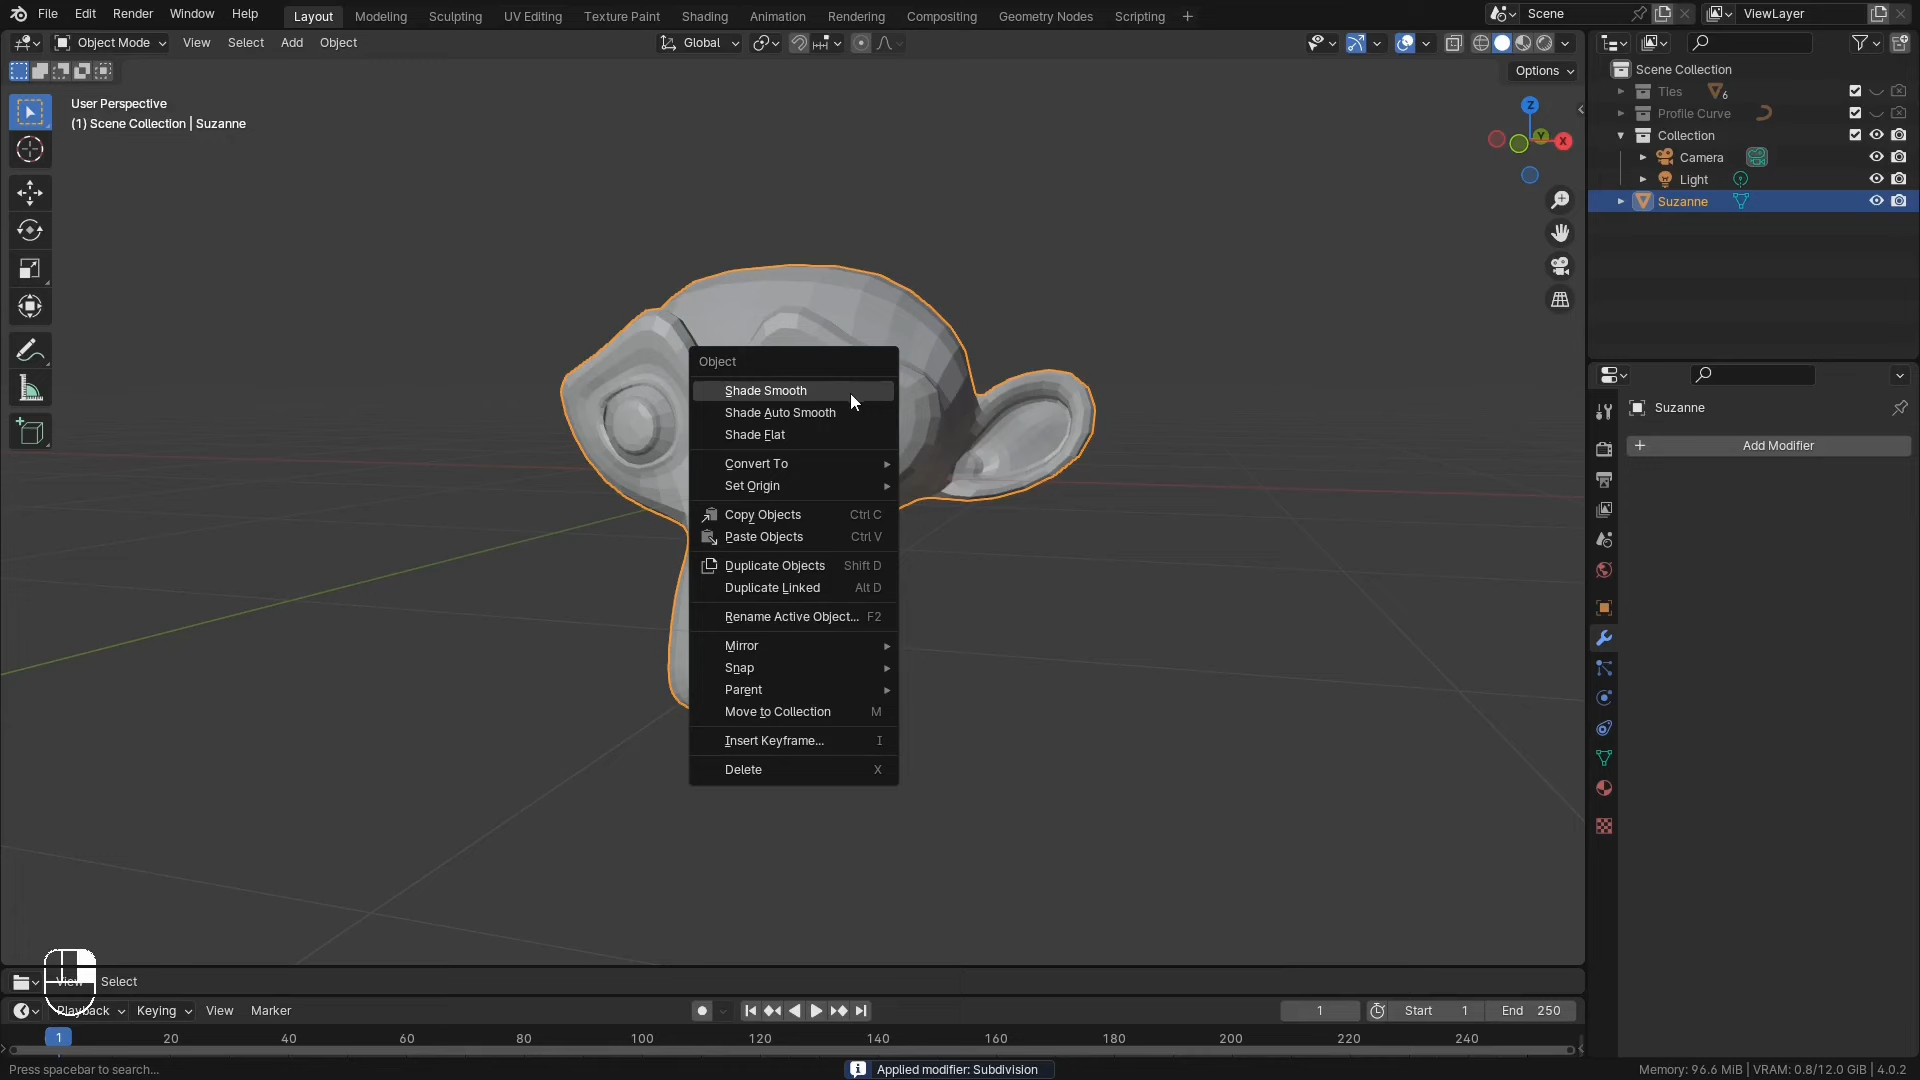 File Edit Render Window Help
Layout Modeling Sculpting UV Editing Texture Paint Shading Animation Rendering Compositing Geometry Nodes Scripting +
Scene
ViewLayer
Object Mode View Select Add Object
Global
Options
User Perspective
(1) Scene Collection | Suzanne
Z
Y
X
Scene Collection
Ties 6
Profile Curve
Collection
Camera
Light
Suzanne
Suzanne
+ Add Modifier
Object
Shade Smooth
Shade Auto Smooth
Shade Flat
Convert To
Set Origin
Copy Objects Ctrl C
Paste Objects Ctrl V
Duplicate Objects Shift D
Duplicate Linked Alt D
Rename Active Object... F2
Mirror
Snap
Parent
Move to Collection M
Insert Keyframe... I
Delete X
View Select
Playback Keying View Marker
1
Start 1
End 250
1 20 40 60 80 100 120 140 160 180 200 220 240
Press spacebar to search...
Applied modifier: Subdivision
Memory: 96.6 MiB | VRAM: 0.8/12.0 GiB | 4.0.2